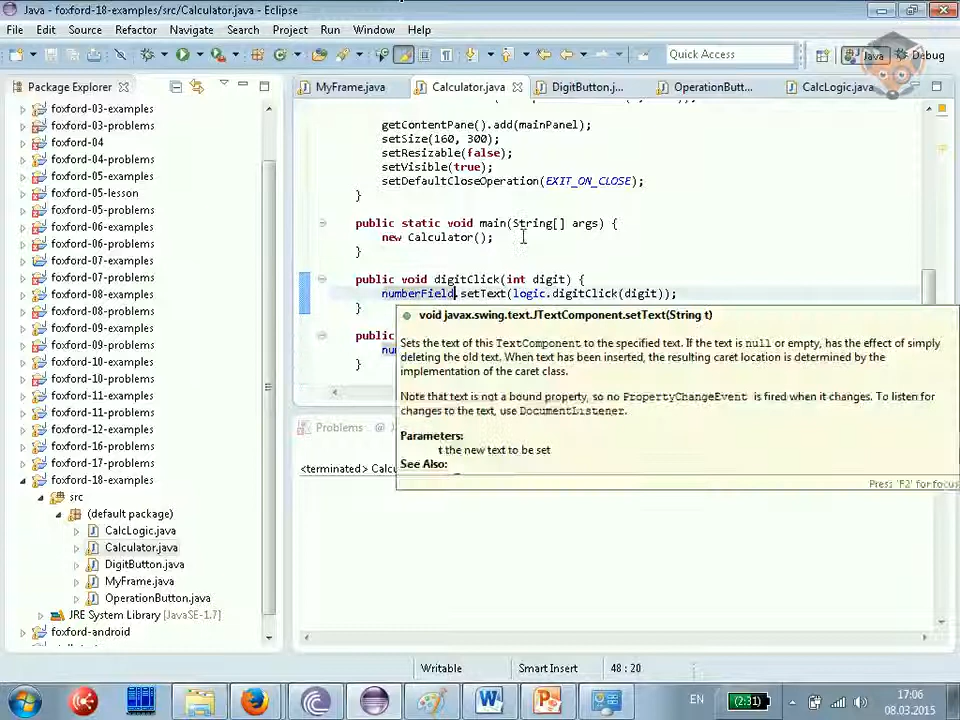 Java - foxford-18-examples/src/Calculator.java - Eclipse
File Edit Source Refactor Navigate Search Project Run Window Help
Quick Access
Java
Debug
Package Explorer
MyFrame.java
Calculator.java
DigitButton.j...
OperationButt...
CalcLogic.java
foxford-03-examples
foxford-03-problems
foxford-04
foxford-04-problems
foxford-05-examples
foxford-05-lesson
foxford-05-problems
foxford-06-examples
foxford-06-problems
foxford-07-examples
foxford-07-problems
foxford-08-examples
foxford-08-problems
foxford-09-examples
foxford-09-problems
foxford-10-examples
foxford-10-problems
foxford-11-examples
foxford-11-problems
foxford-12-examples
foxford-16-problems
foxford-17-problems
foxford-18-examples
src
(default package)
CalcLogic.java
Calculator.java
DigitButton.java
MyFrame.java
OperationButton.java
JRE System Library [JavaSE-1.7]
foxford-android
getContentPane().add(mainPanel);
setSize(160, 300);
setResizable(false);
setVisible(true);
setDefaultCloseOperation(EXIT_ON_CLOSE);
}
public static void main(String[] args) {
new Calculator();
}
public void digitClick(int digit) {
numberField.setText(logic.digitClick(digit));
}
public
nu
}
void javax.swing.text.JTextComponent.setText(String t)
Sets the text of this TextComponent to the specified text. If the text is null or empty, has the effect of simply
deleting the old text. When text has been inserted, the resulting caret location is determined by the
implementation of the caret class.
Note that text is not a bound property, so no PropertyChangeEvent is fired when it changes. To listen for
changes to the text, use DocumentListener.
Parameters:
t the new text to be set
See Also:
Press 'F2' for focus
Problems @
<terminated> Calc
Writable
Smart Insert
48 : 20
EN
(2:31)
17:06
08.03.2015